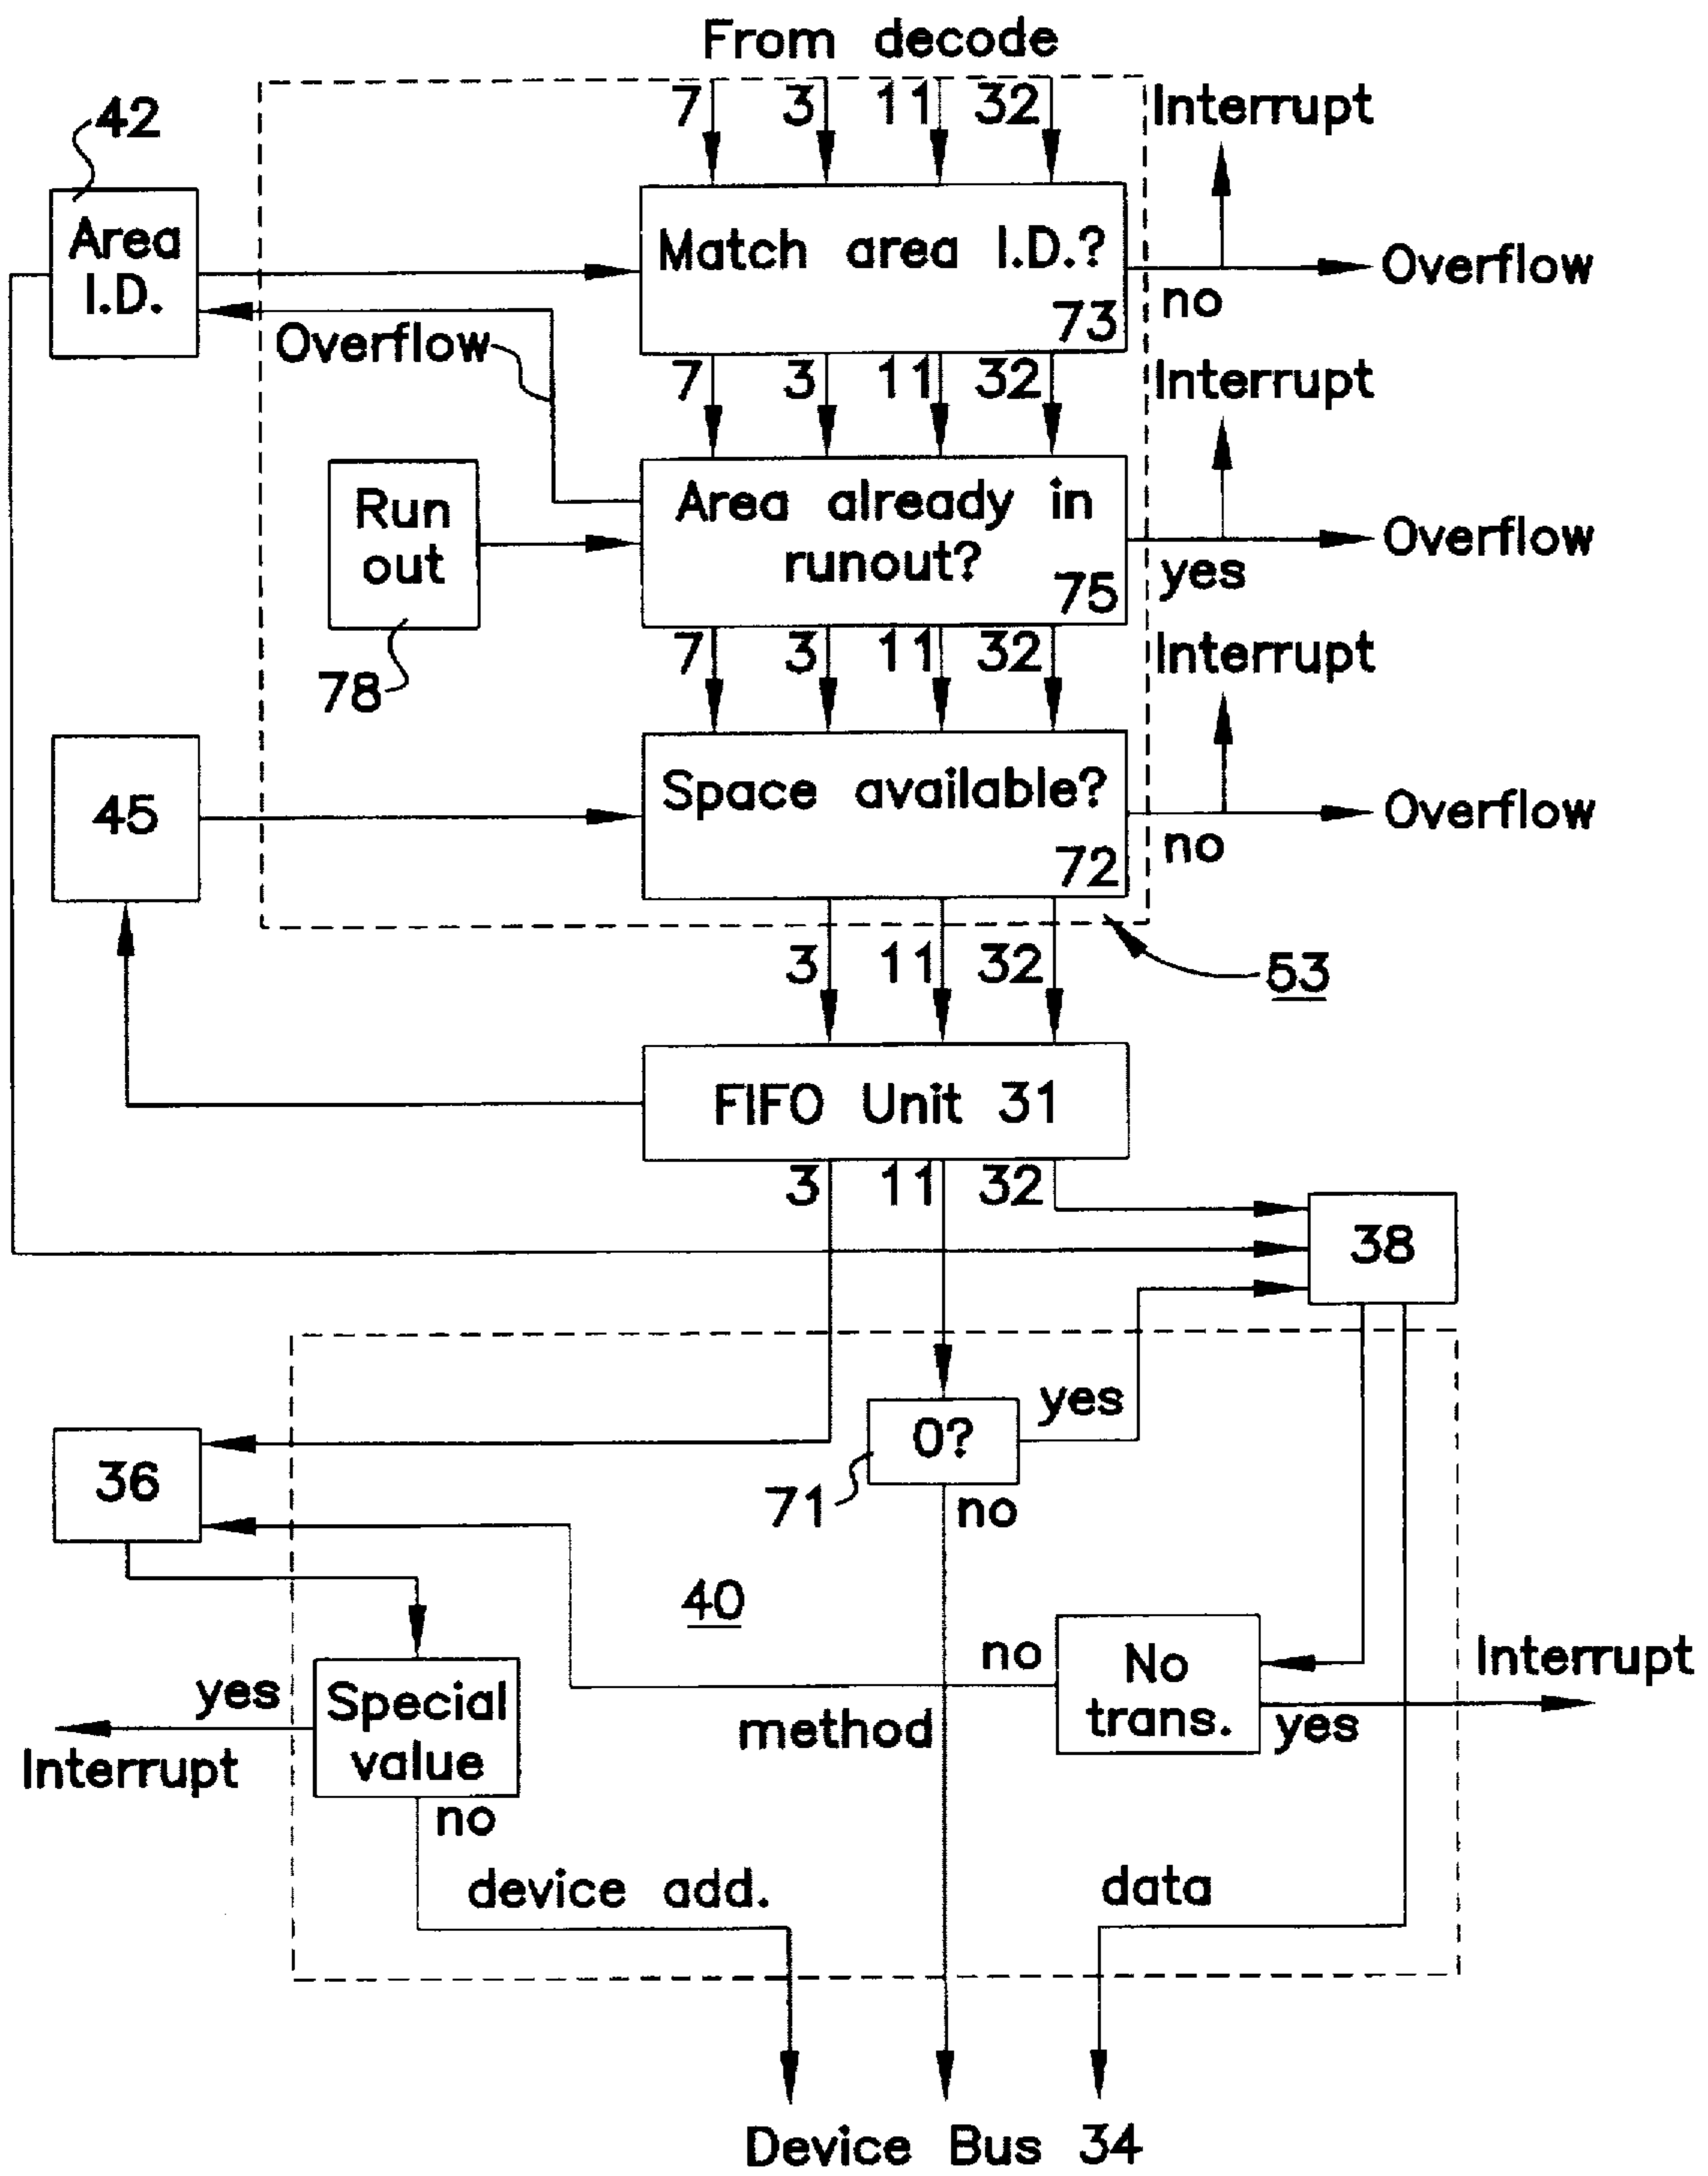 From decode
7 3 11 32 Interrupt
42
Area
I.D.
Match area I.D.?
73
Overflow
no
Overflow
7 3 11 32 Interrupt
Run
out
78
Area already in
runout?
75
Overflow
yes
7 3 11 32 Interrupt
45
Space available?
72
Overflow
no
3 11 32
53
FIFO Unit 31
3 11 32
38
0?
yes
71
no
36
40
no
No
trans.
yes
Interrupt
yes
Interrupt
Special
value
no
method
device add.
data
Device Bus 34